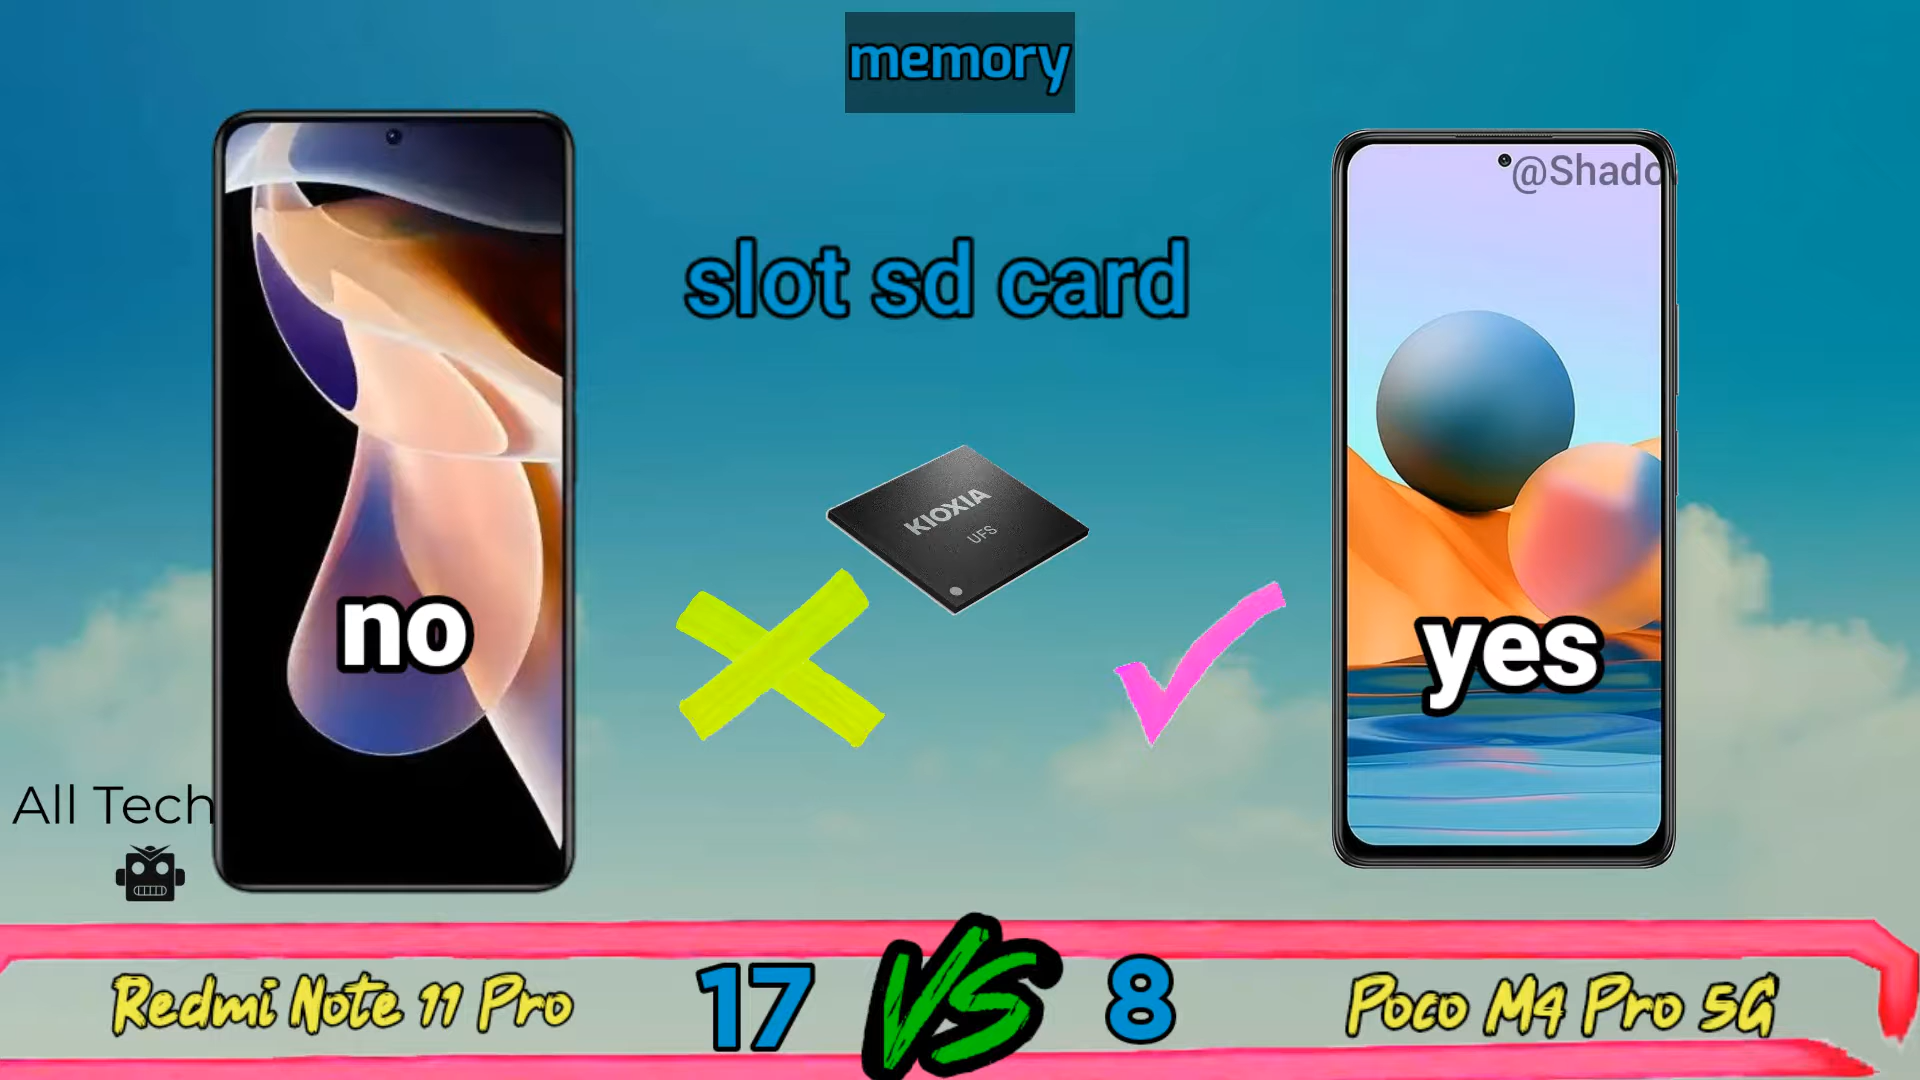 memory
@Shado
slot sd card
KIOXIA
UFS
no
yes
All Tech
Redmi Note 11 Pro
17
VS
8
Poco M4 Pro 5G